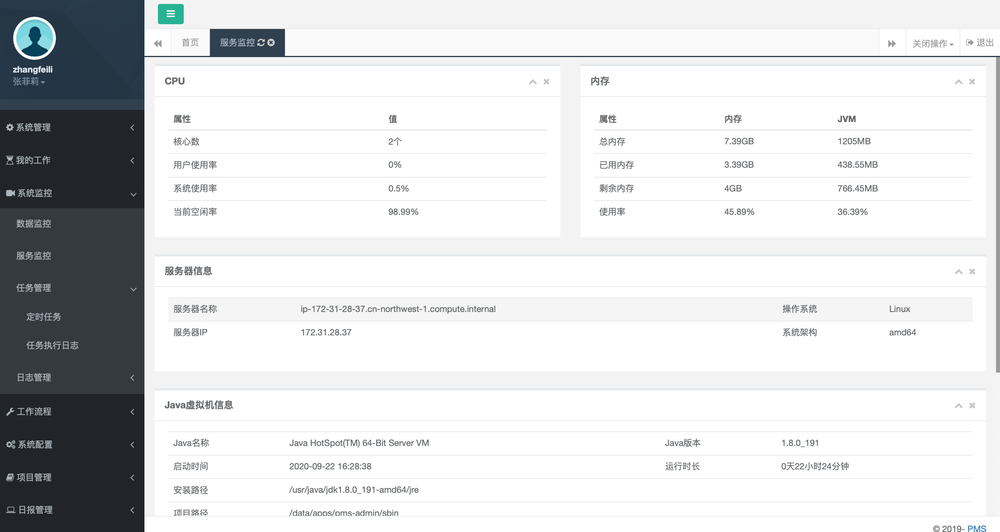 zhangfeili
张菲莉
系统管理
我的工作
系统监控
数据监控
服务监控
任务管理
定时任务
任务执行日志
日志管理
工作流程
系统配置
项目管理
日报管理
首页
服务监控
关闭操作
退出
CPU
属性 值
核心数 2个
用户使用率 0%
系统使用率 0.5%
当前空闲率 98.99%
内存
属性 内存 JVM
总内存 7.39GB 1205MB
已用内存 3.39GB 438.55MB
剩余内存 4GB 766.45MB
使用率 45.89% 36.39%
服务器信息
服务器名称 ip-172-31-28-37.cn-northwest-1.compute.internal 操作系统 Linux
服务器IP 172.31.28.37 系统架构 amd64
Java虚拟机信息
Java名称 Java HotSpot(TM) 64-Bit Server VM Java版本 1.8.0_191
启动时间 2020-09-22 16:28:38 运行时长 0天22小时24分钟
安装路径 /usr/java/jdk1.8.0_191-amd64/jre
项目路径 /data/apps/pms-admin/sbin
© 2019- PMS